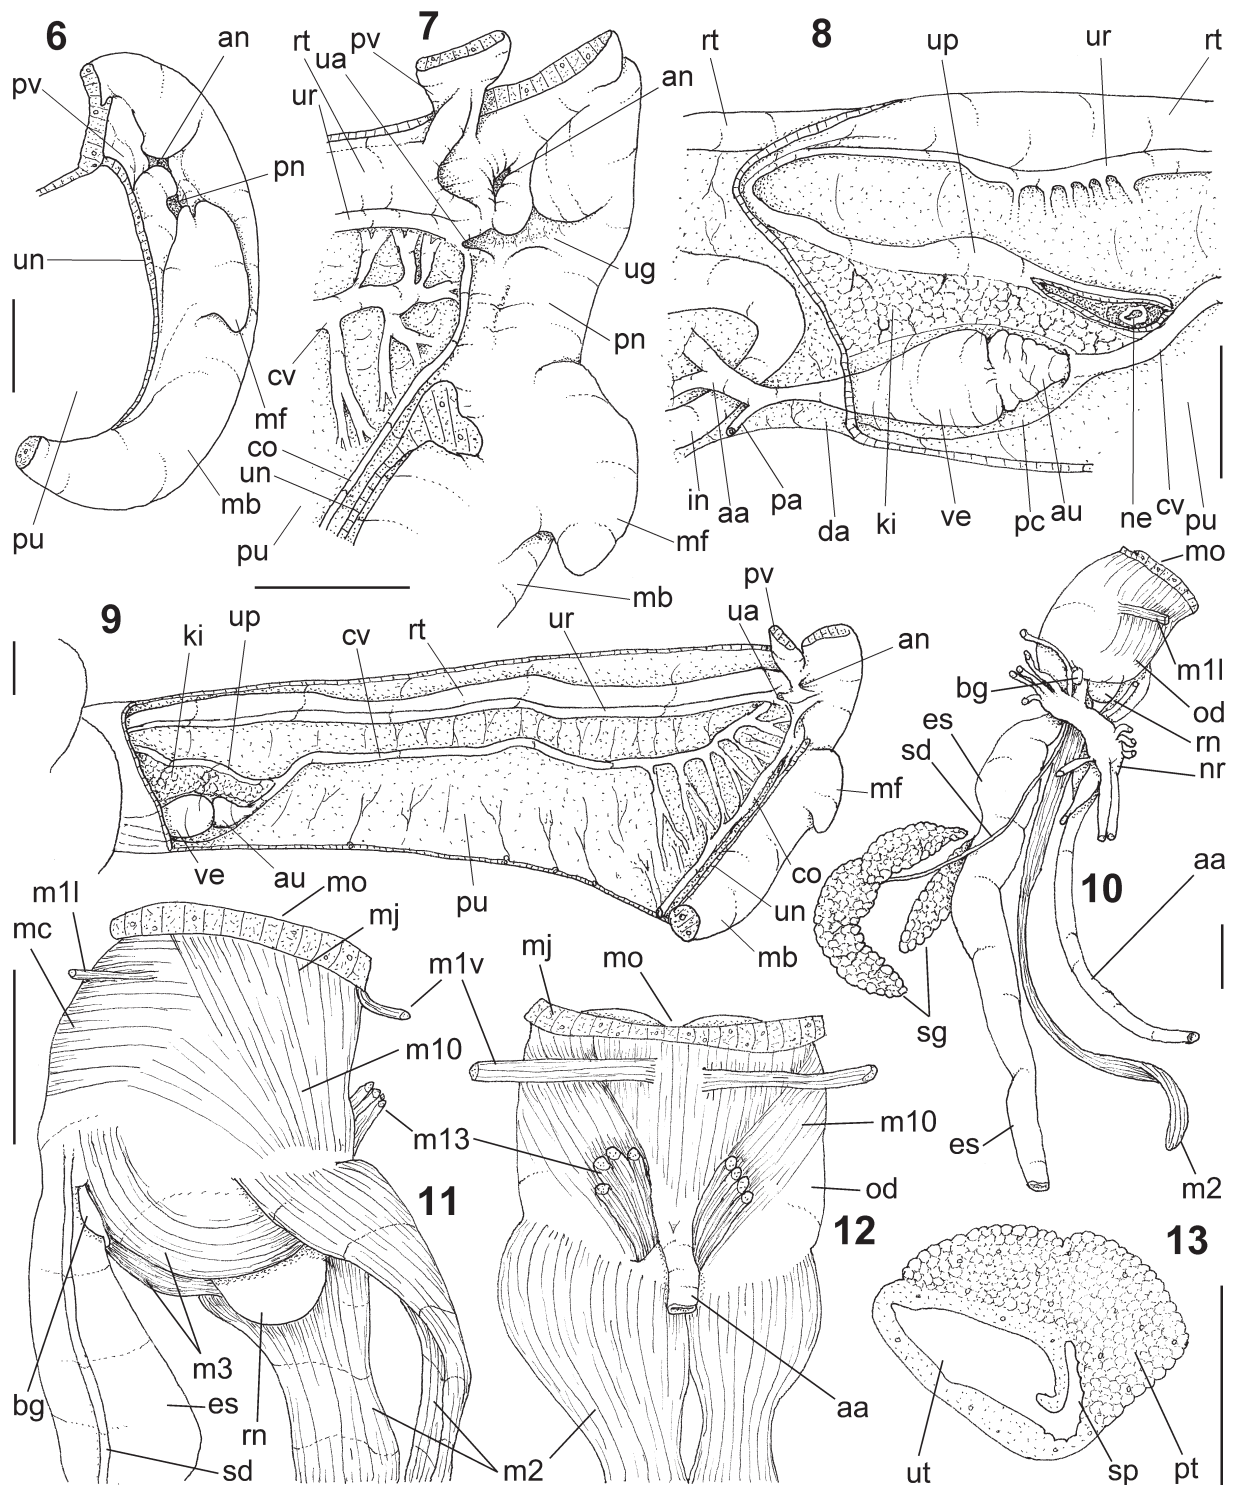 6
an
pv
pn
un
mf
mb
pu
7
rt
pv
ua
ur
an
ug
pn
cv
co
un
mf
pu
mb
8
rt
up
ur
rt
in
aa
pa
da
ki
ve
pc
au
ne
cv
pu
9
ki
up
cv
rt
ur
pv
ua
an
mf
ve
au
pu
co
un
mb
10
mo
m1l
bg
od
es
rn
sd
nr
aa
sg
es
m2
11
m1l
mo
mc
mj
m1v
m10
m13
m3
bg
es
rn
sd
m2
12
mj
mo
m10
od
aa
13
ut
sp
pt